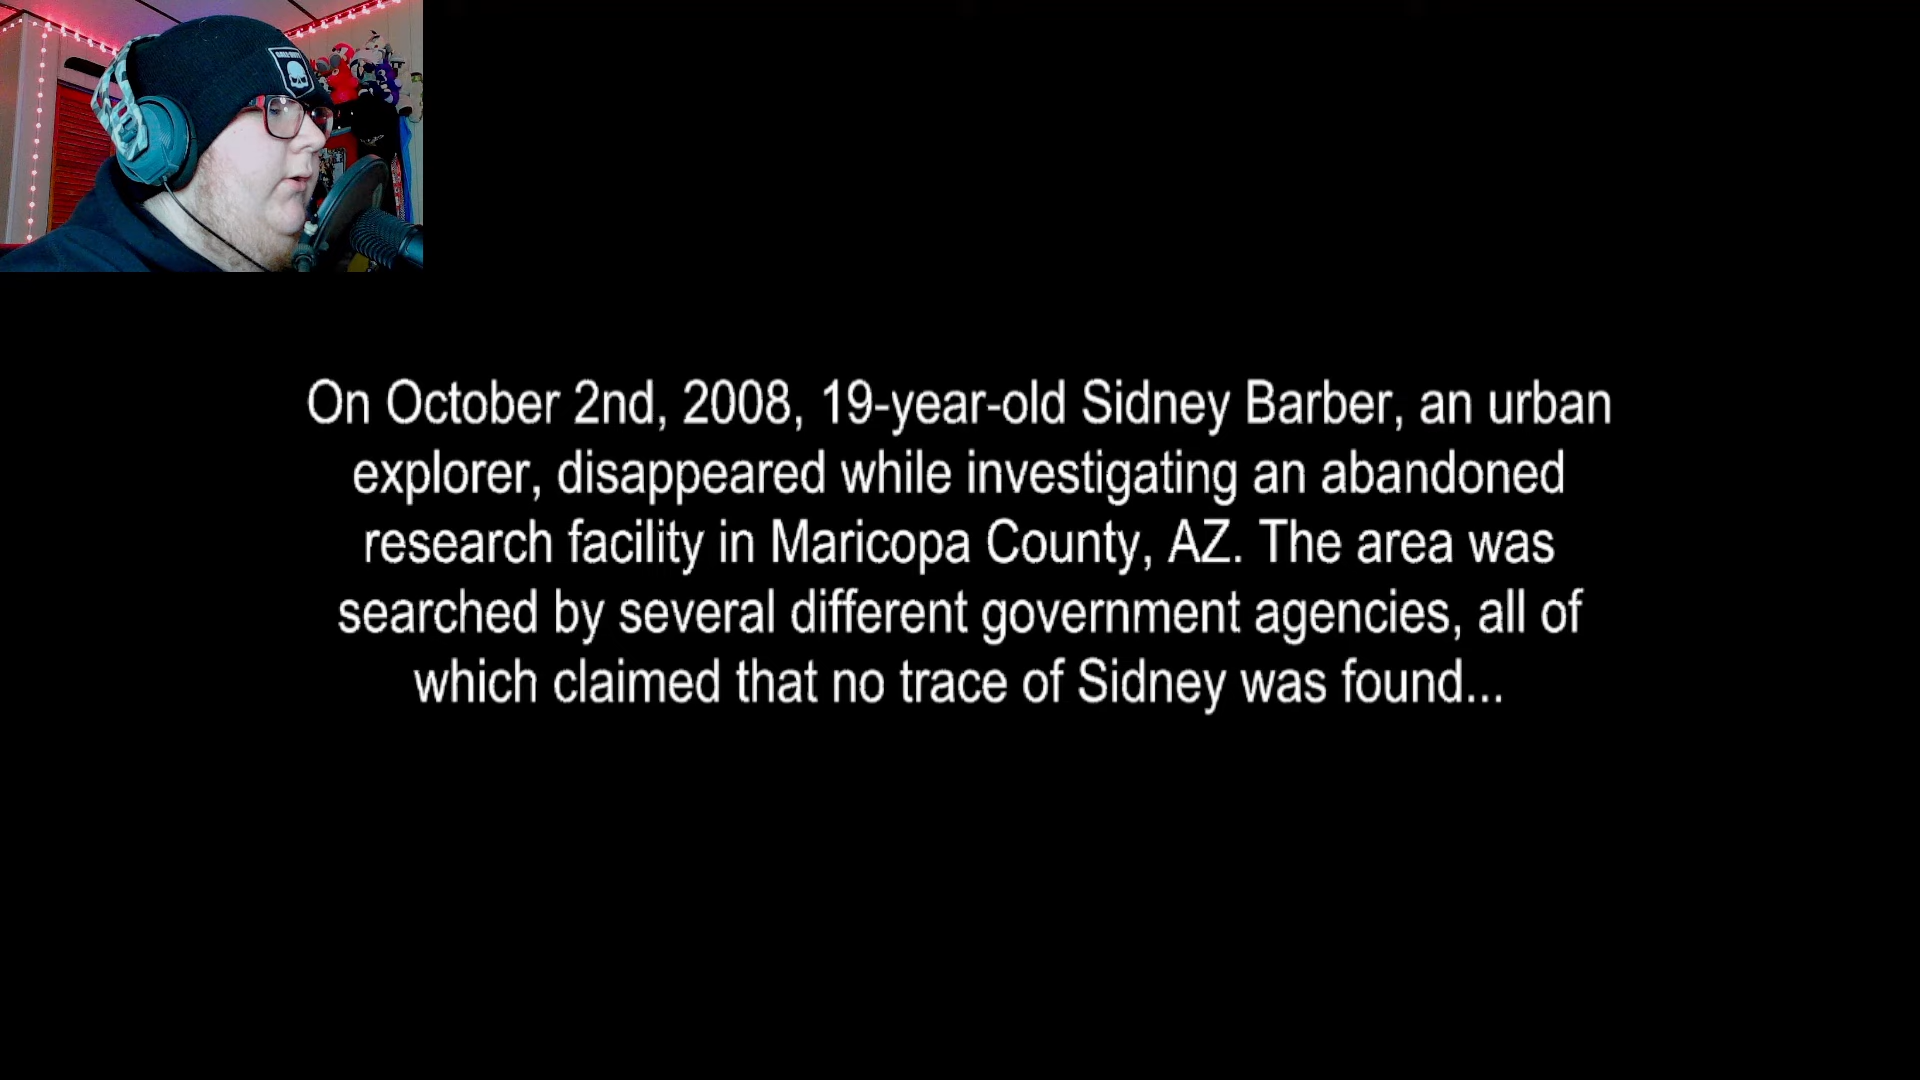 On October 2nd, 2008, 19-year-old Sidney Barber, an urban
explorer, disappeared while investigating an abandoned
research facility in Maricopa County, AZ. The area was
searched by several different government agencies, all of
which claimed that no trace of Sidney was found...